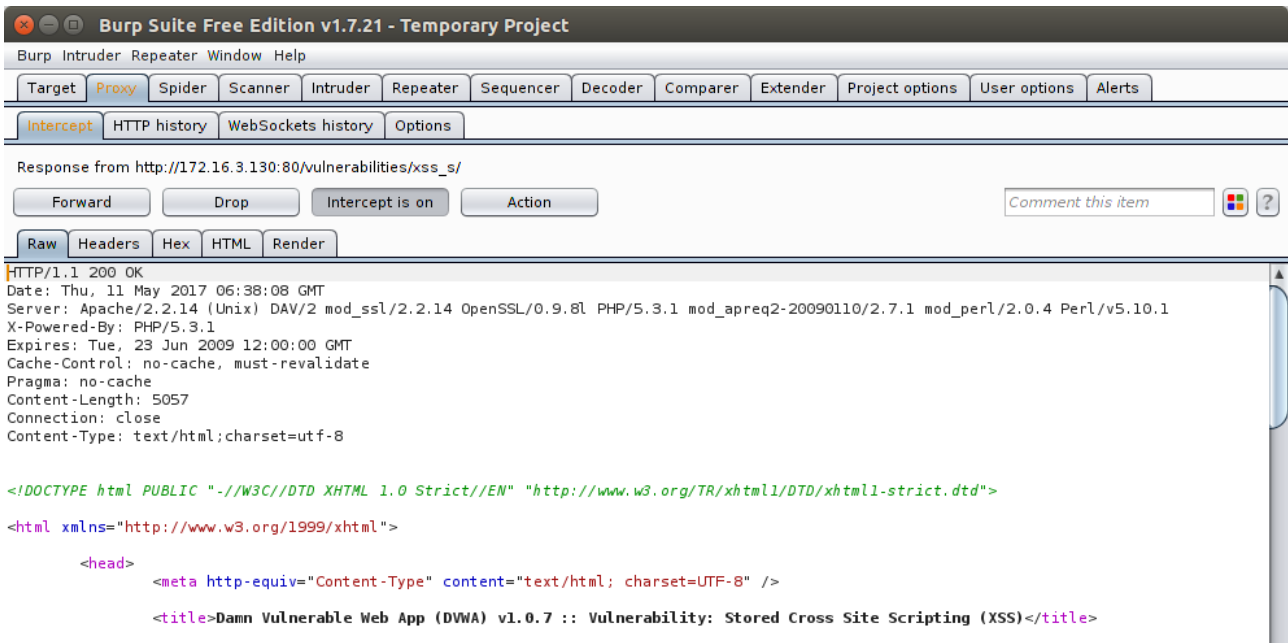 Burp Suite Free Edition v1.7.21 - Temporary Project
Burp Intruder Repeater Window Help
Target Proxy Spider Scanner Intruder Repeater Sequencer Decoder Comparer Extender Project options User options Alerts
Intercept HTTP history WebSockets history Options
Response from http://172.16.3.130:80/vulnerabilities/xss_s/
Forward Drop Intercept is on Action Comment this item ?
Raw Headers Hex HTML Render
HTTP/1.1 200 OK
Date: Thu, 11 May 2017 06:38:08 GMT
Server: Apache/2.2.14 (Unix) DAV/2 mod_ssl/2.2.14 OpenSSL/0.9.8l PHP/5.3.1 mod_apreq2-20090110/2.7.1 mod_perl/2.0.4 Perl/v5.10.1
X-Powered-By: PHP/5.3.1
Expires: Tue, 23 Jun 2009 12:00:00 GMT
Cache-Control: no-cache, must-revalidate
Pragma: no-cache
Content-Length: 5057
Connection: close
Content-Type: text/html;charset=utf-8
<!DOCTYPE html PUBLIC "-//W3C//DTD XHTML 1.0 Strict//EN" "http://www.w3.org/TR/xhtml1/DTD/xhtml1-strict.dtd">
<html xmlns="http://www.w3.org/1999/xhtml">
<head>
<meta http-equiv="Content-Type" content="text/html; charset=UTF-8" />
<title>Damn Vulnerable Web App (DVWA) v1.0.7 :: Vulnerability: Stored Cross Site Scripting (XSS)</title>